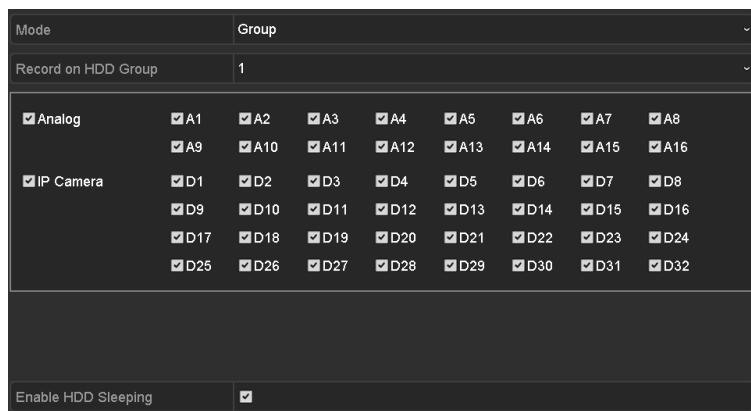 Mode Group
Record on HDD Group 1
Analog A1 A2 A3 A4 A5 A6 A7 A8
A9 A10 A11 A12 A13 A14 A15 A16
IP Camera D1 D2 D3 D4 D5 D6 D7 D8
D9 D10 D11 D12 D13 D14 D15 D16
D17 D18 D19 D20 D21 D22 D23 D24
D25 D26 D27 D28 D29 D30 D31 D32
Enable HDD Sleeping